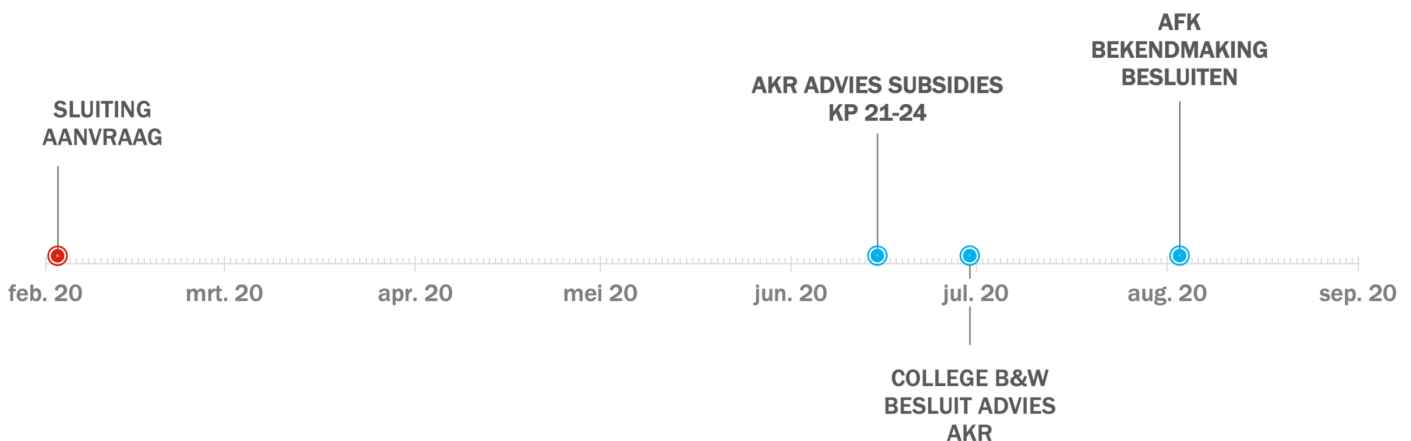 AFK
BEKENDMAKING
BESLUITEN
AKR ADVIES SUBSIDIES
KP 21-24
SLUITING
AANVRAAG
feb. 20
mrt. 20
apr. 20
mei 20
jun. 20
jul. 20
aug. 20
sep. 20
COLLEGE B&W
BESLUIT ADVIES
AKR